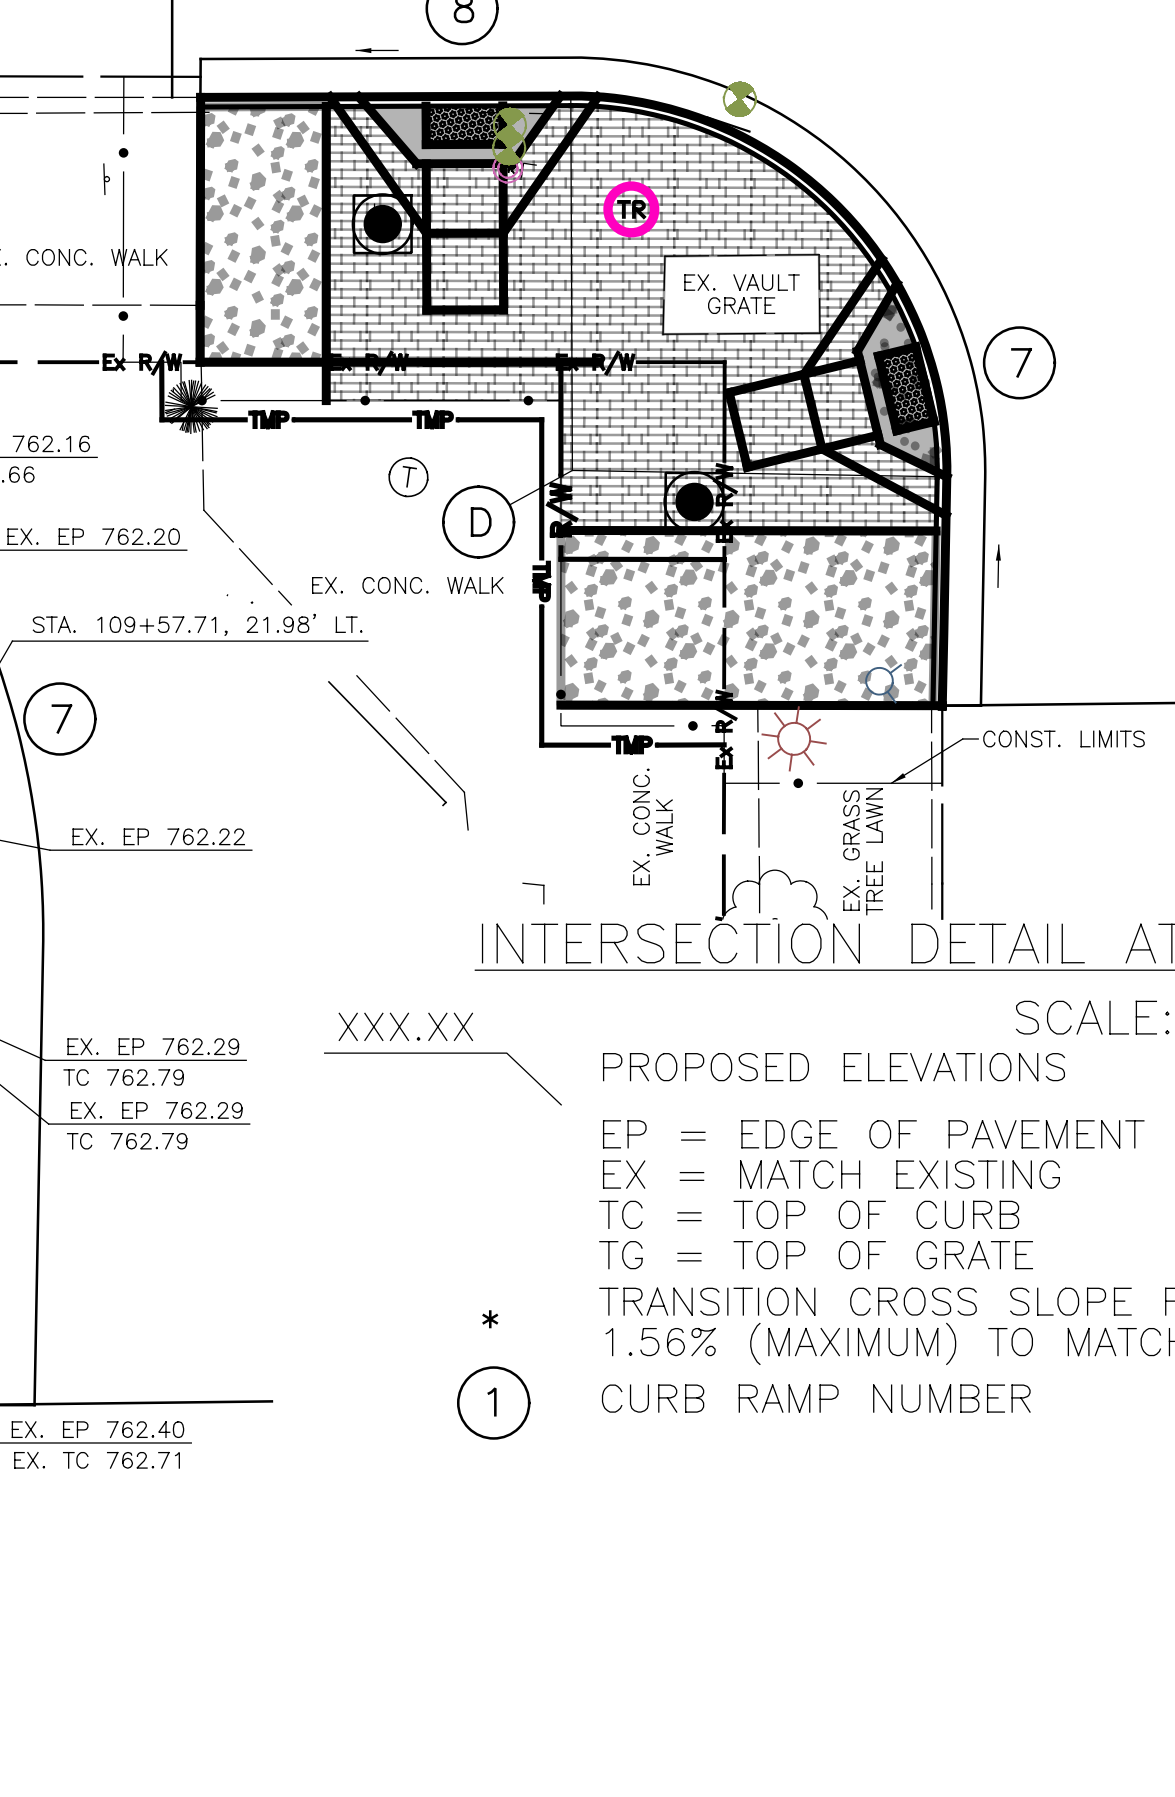 8
EX. CONC. WALK
TR
EX. VAULT
GRATE
7
Ex R/W
Ex R/W
Ex R/W
TMP
TMP
762.16
.66
T
R/W
Ex R/W
D
EX. EP 762.20
TMP
EX. CONC. WALK
STA. 109+57.71, 21.98' LT.
7
Ex R/W
TMP
CONST. LIMITS
EX. CONC.
WALK
EX. GRASS
TREE LAWN
EX. EP 762.22
INTERSECTION DETAIL AT
SCALE:
XXX.XX
PROPOSED ELEVATIONS
EX. EP 762.29
TC 762.79
EX. EP 762.29
TC 762.79
EP = EDGE OF PAVEMENT
EX = MATCH EXISTING
TC = TOP OF CURB
TG = TOP OF GRATE
TRANSITION CROSS SLOPE
* 1.56% (MAXIMUM) TO MATCH
1 CURB RAMP NUMBER
EX. EP 762.40
EX. TC 762.71